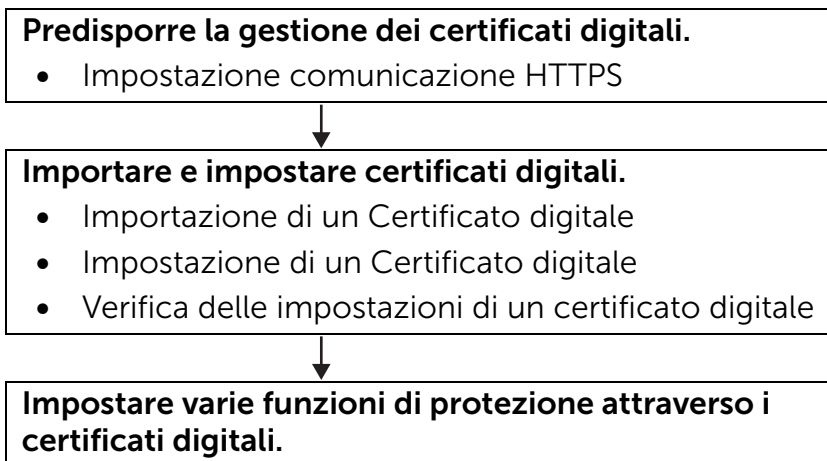 Predisporre la gestione dei certificati digitali.
• Impostazione comunicazione HTTPS
Importare e impostare certificati digitali.
• Importazione di un Certificato digitale
• Impostazione di un Certificato digitale
• Verifica delle impostazioni di un certificato digitale
Impostare varie funzioni di protezione attraverso i
certificati digitali.